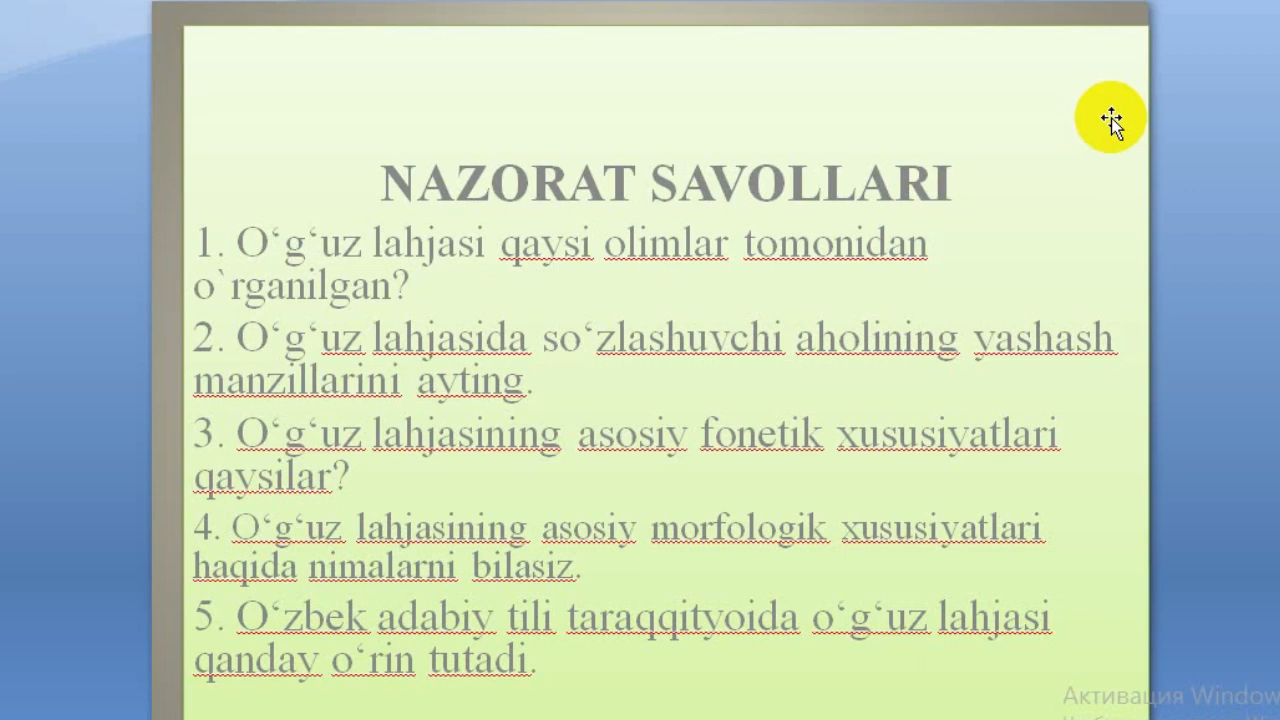 NAZORAT SAVOLLARI
1. O‘g‘uz lahjasi qaysi olimlar tomonidan
o`rganilgan?
2. O‘g‘uz lahjasida so‘zlashuvchi aholining yashash
manzillarini ayting.
3. O‘g‘uz lahjasining asosiy fonetik xususiyatlari
qaysilar?
4. O‘g‘uz lahjasining asosiy morfologik xususiyatlari
haqida nimalarni bilasiz.
5. O‘zbek adabiy tili taraqqityoida o‘g‘uz lahjasi
qanday o‘rin tutadi.
Активация Window